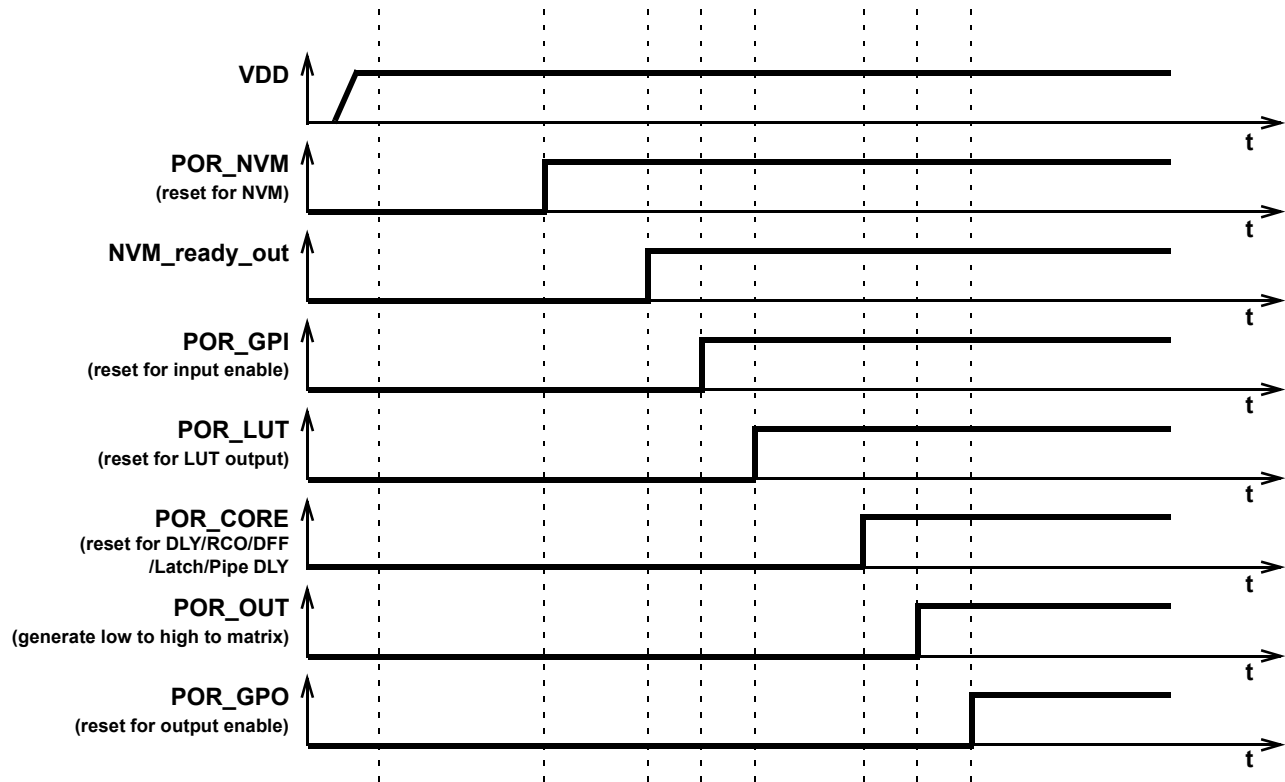 VDD
t
POR_NVM
(reset for NVM)
t
NVM_ready_out
t
POR_GPI
(reset for input enable)
t
POR_LUT
(reset for LUT output)
t
POR_CORE
(reset for DLY/RCO/DFF
/Latch/Pipe DLY
t
POR_OUT
(generate low to high to matrix)
t
POR_GPO
(reset for output enable)
t